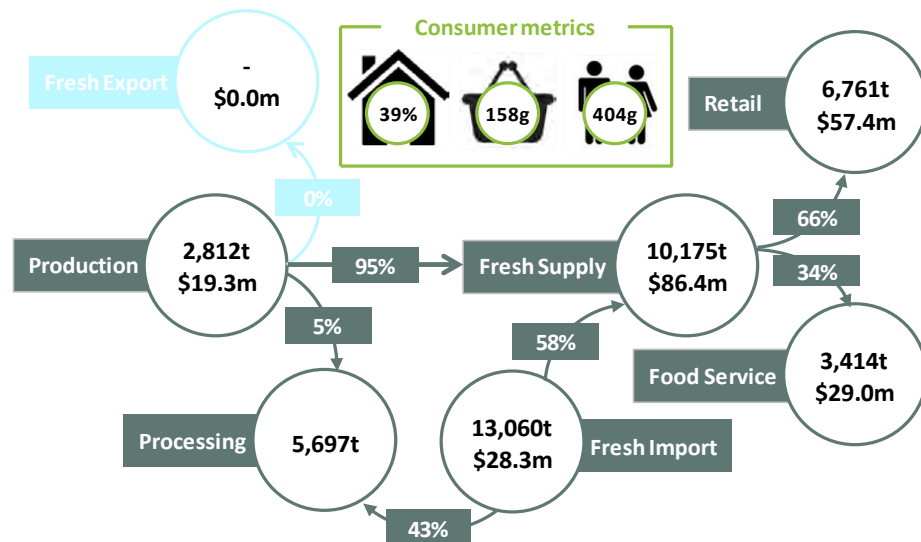 Consumer metrics
39%
158g
404g
Fresh Export
-
$0.0m
Retail
6,761t
$57.4m
0%
66%
Production
2,812t
$19.3m
95%
Fresh Supply
10,175t
$86.4m
34%
5%
58%
Food Service
3,414t
$29.0m
Processing
5,697t
13,060t
$28.3m
Fresh Import
43%